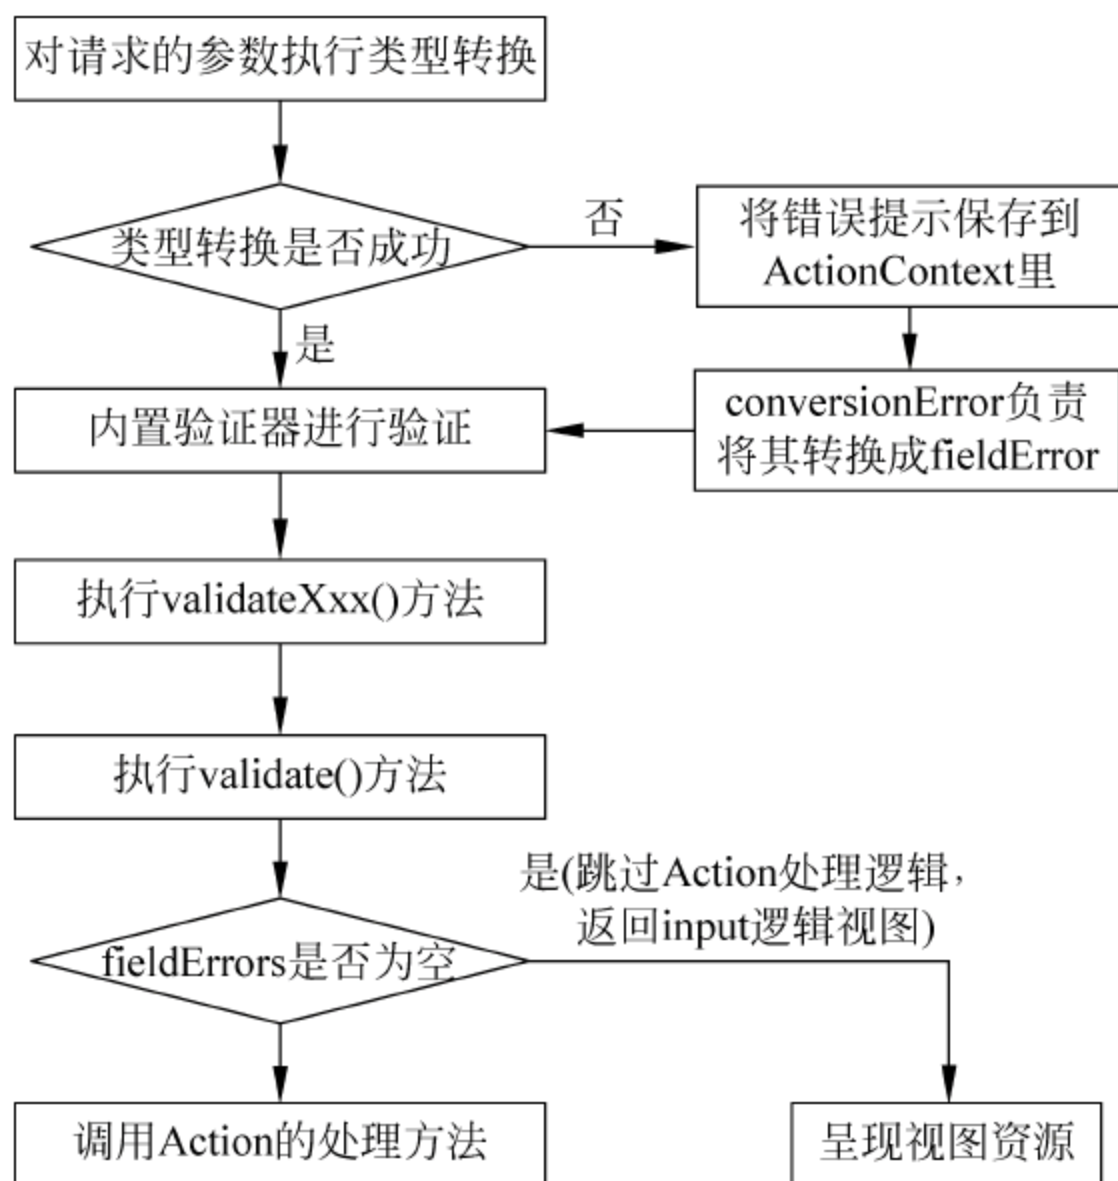 对请求的参数执行类型转换
类型转换是否成功
否
将错误提示保存到
ActionContext里
是
内置验证器进行验证
conversionError负责
将其转换成fieldError
执行validateXxx()方法
执行validate()方法
是(跳过Action处理逻辑，
返回input逻辑视图)
fieldErrors是否为空
调用Action的处理方法
呈现视图资源